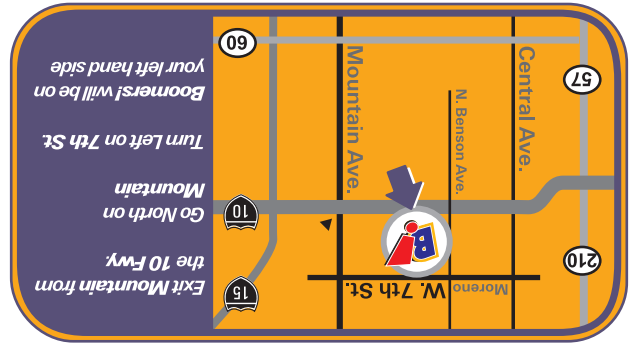 Exit Mountain from
the 10 Fwy.
Go North on
Mountain
Turn Left on 7th St.
Boomers! will be on
your left hand side
Moreno
W. 7th St.
15
210
B
10
Mountain Ave.
N. Benson Ave.
Central Ave.
57
60